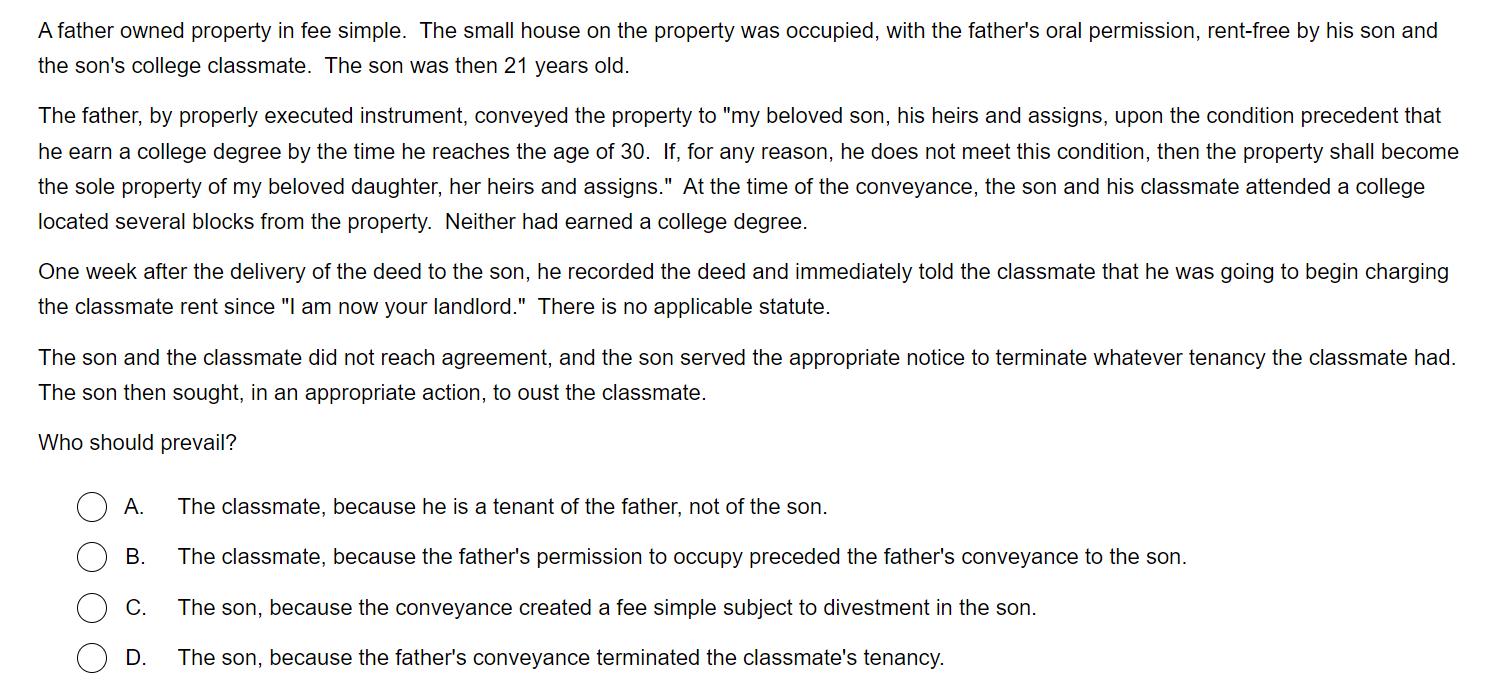 A father owned property in fee simple.  The small house on the property was occupied, with the father's oral permission, rent-free by his son and
the son's college classmate.  The son was then 21 years old.
The father, by properly executed instrument, conveyed the property to "my beloved son, his heirs and assigns, upon the condition precedent that
he earn a college degree by the time he reaches the age of 30.  If, for any reason, he does not meet this condition, then the property shall become
the sole property of my beloved daughter, her heirs and assigns."  At the time of the conveyance, the son and his classmate attended a college
located several blocks from the property.  Neither had earned a college degree.
One week after the delivery of the deed to the son, he recorded the deed and immediately told the classmate that he was going to begin charging
the classmate rent since "I am now your landlord."  There is no applicable statute.
The son and the classmate did not reach agreement, and the son served the appropriate notice to terminate whatever tenancy the classmate had.
The son then sought, in an appropriate action, to oust the classmate.
Who should prevail?
A. The classmate, because he is a tenant of the father, not of the son.
B. The classmate, because the father's permission to occupy preceded the father's conveyance to the son.
C. The son, because the conveyance created a fee simple subject to divestment in the son.
D. The son, because the father's conveyance terminated the classmate's tenancy.